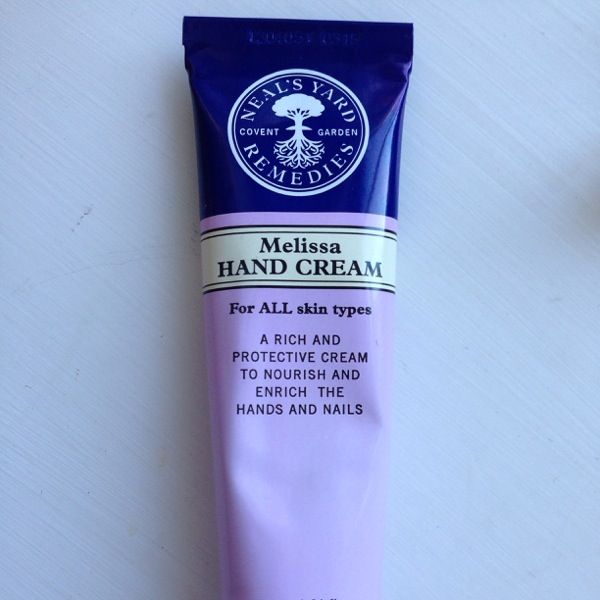 NEAL'S YARD
COVENT GARDEN
REMEDIES
Melissa
HAND CREAM
For ALL skin types
A RICH AND
PROTECTIVE CREAM
TO NOURISH AND
ENRICH THE
HANDS AND NAILS